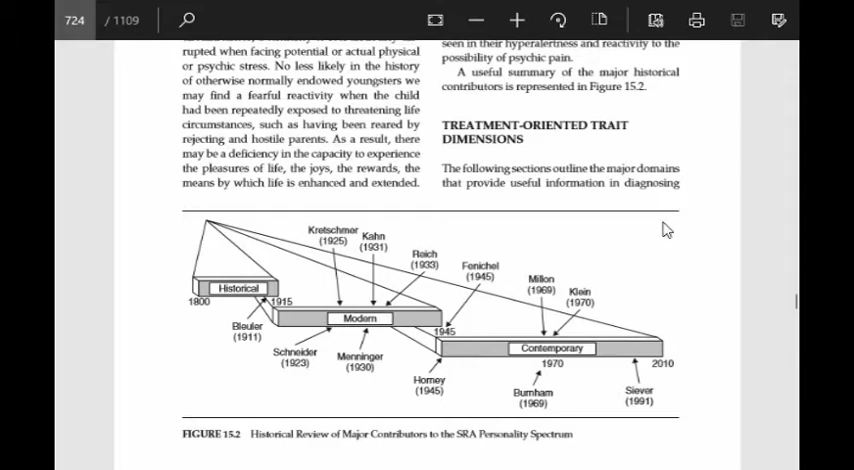 724 / 1109
rupted when facing potential or actual physical
or psychic stress. No less likely in the history
of otherwise normally endowed youngsters we
may find a fearful reactivity when the child
had been repeatedly exposed to threatening life
circumstances, such as having been reared by
rejecting and hostile parents. As a result, there
may be a deficiency in the capacity to experience
the pleasures of life, the joys, the rewards, the
means by which life is enhanced and extended.
seen in their hyperalertness and reactivity to the
possibility of psychic pain.
A useful summary of the major historical
contributors is represented in Figure 15.2.
TREATMENT-ORIENTED TRAIT
DIMENSIONS
The following sections outline the major domains
that provide useful information in diagnosing
Kretschmer
(1925)
Kahn
(1931)
Reich
(1933)
Fenichel
(1945)
Millon
(1969)
Klein
(1970)
Historical
1800
1915
Bleuler
(1911)
Modern
1945
Schneider
(1923)
Menninger
(1930)
Contemporary
1970
2010
Horney
(1945)
Burnham
(1969)
Siever
(1991)
FIGURE 15.2 Historical Review of Major Contributors to the SRA Personality Spectrum